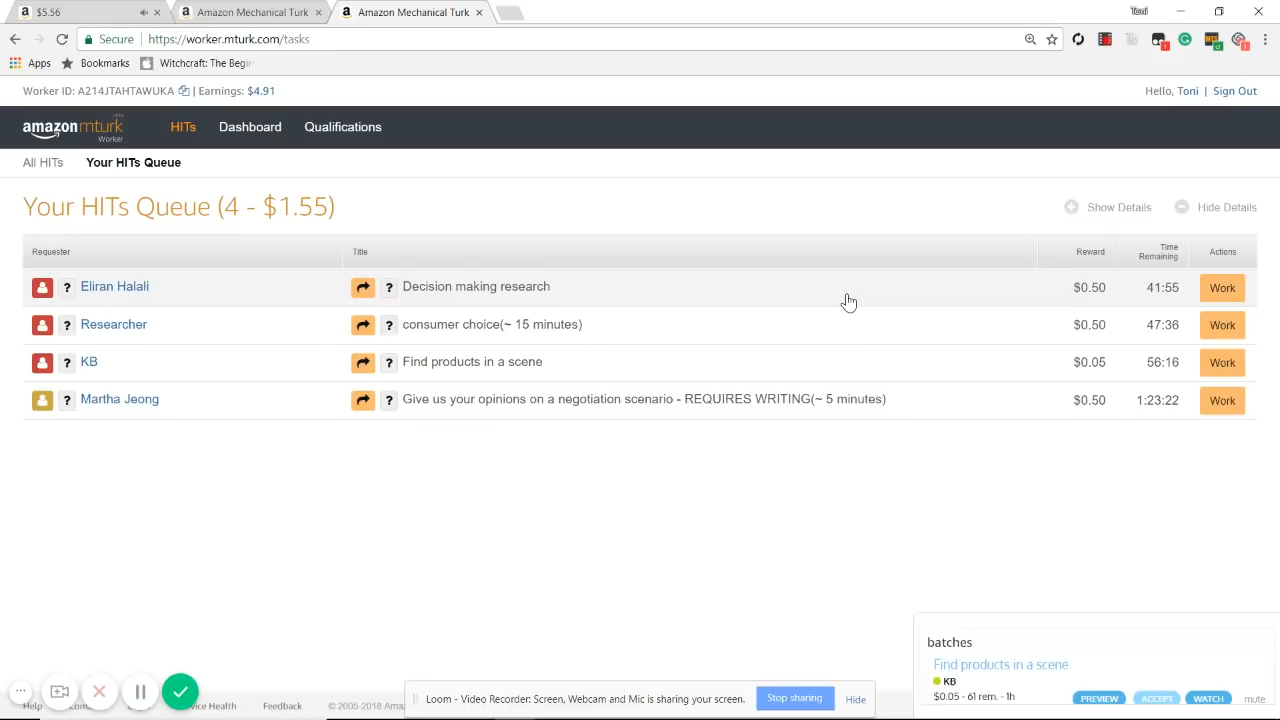 $5.56
Amazon Mechanical Turk
Amazon Mechanical Turk
Toni
Secure
https://worker.mturk.com/tasks
Apps
Bookmarks
Witchcraft: The Begin
Worker ID: A214JTAHTAWUKA | Earnings: $4.91
Hello, Toni | Sign Out
amazon mturk
Worker
HITs
Dashboard
Qualifications
All HITs
Your HITs Queue
Your HITs Queue (4 - $1.55)
Show Details
Hide Details
Requester Title Reward Time Remaining Actions
? Eliran Halali ? Decision making research $0.50 41:55 Work
? Researcher ? consumer choice(~ 15 minutes) $0.50 47:36 Work
? KB ? Find products in a scene $0.05 56:16 Work
? Martha Jeong ? Give us your opinions on a negotiation scenario - REQUIRES WRITING(~ 5 minutes) $0.50 1:23:22 Work
batches
Find products in a scene
KB
$0.05 - 61 rem. - 1h PREVIEW ACCEPT WATCH mute
Loom - Video Recorder: Screen, Webcam and Mic is sharing your screen. Stop sharing Hide
Help
Health
Feedback
© 2005-2018